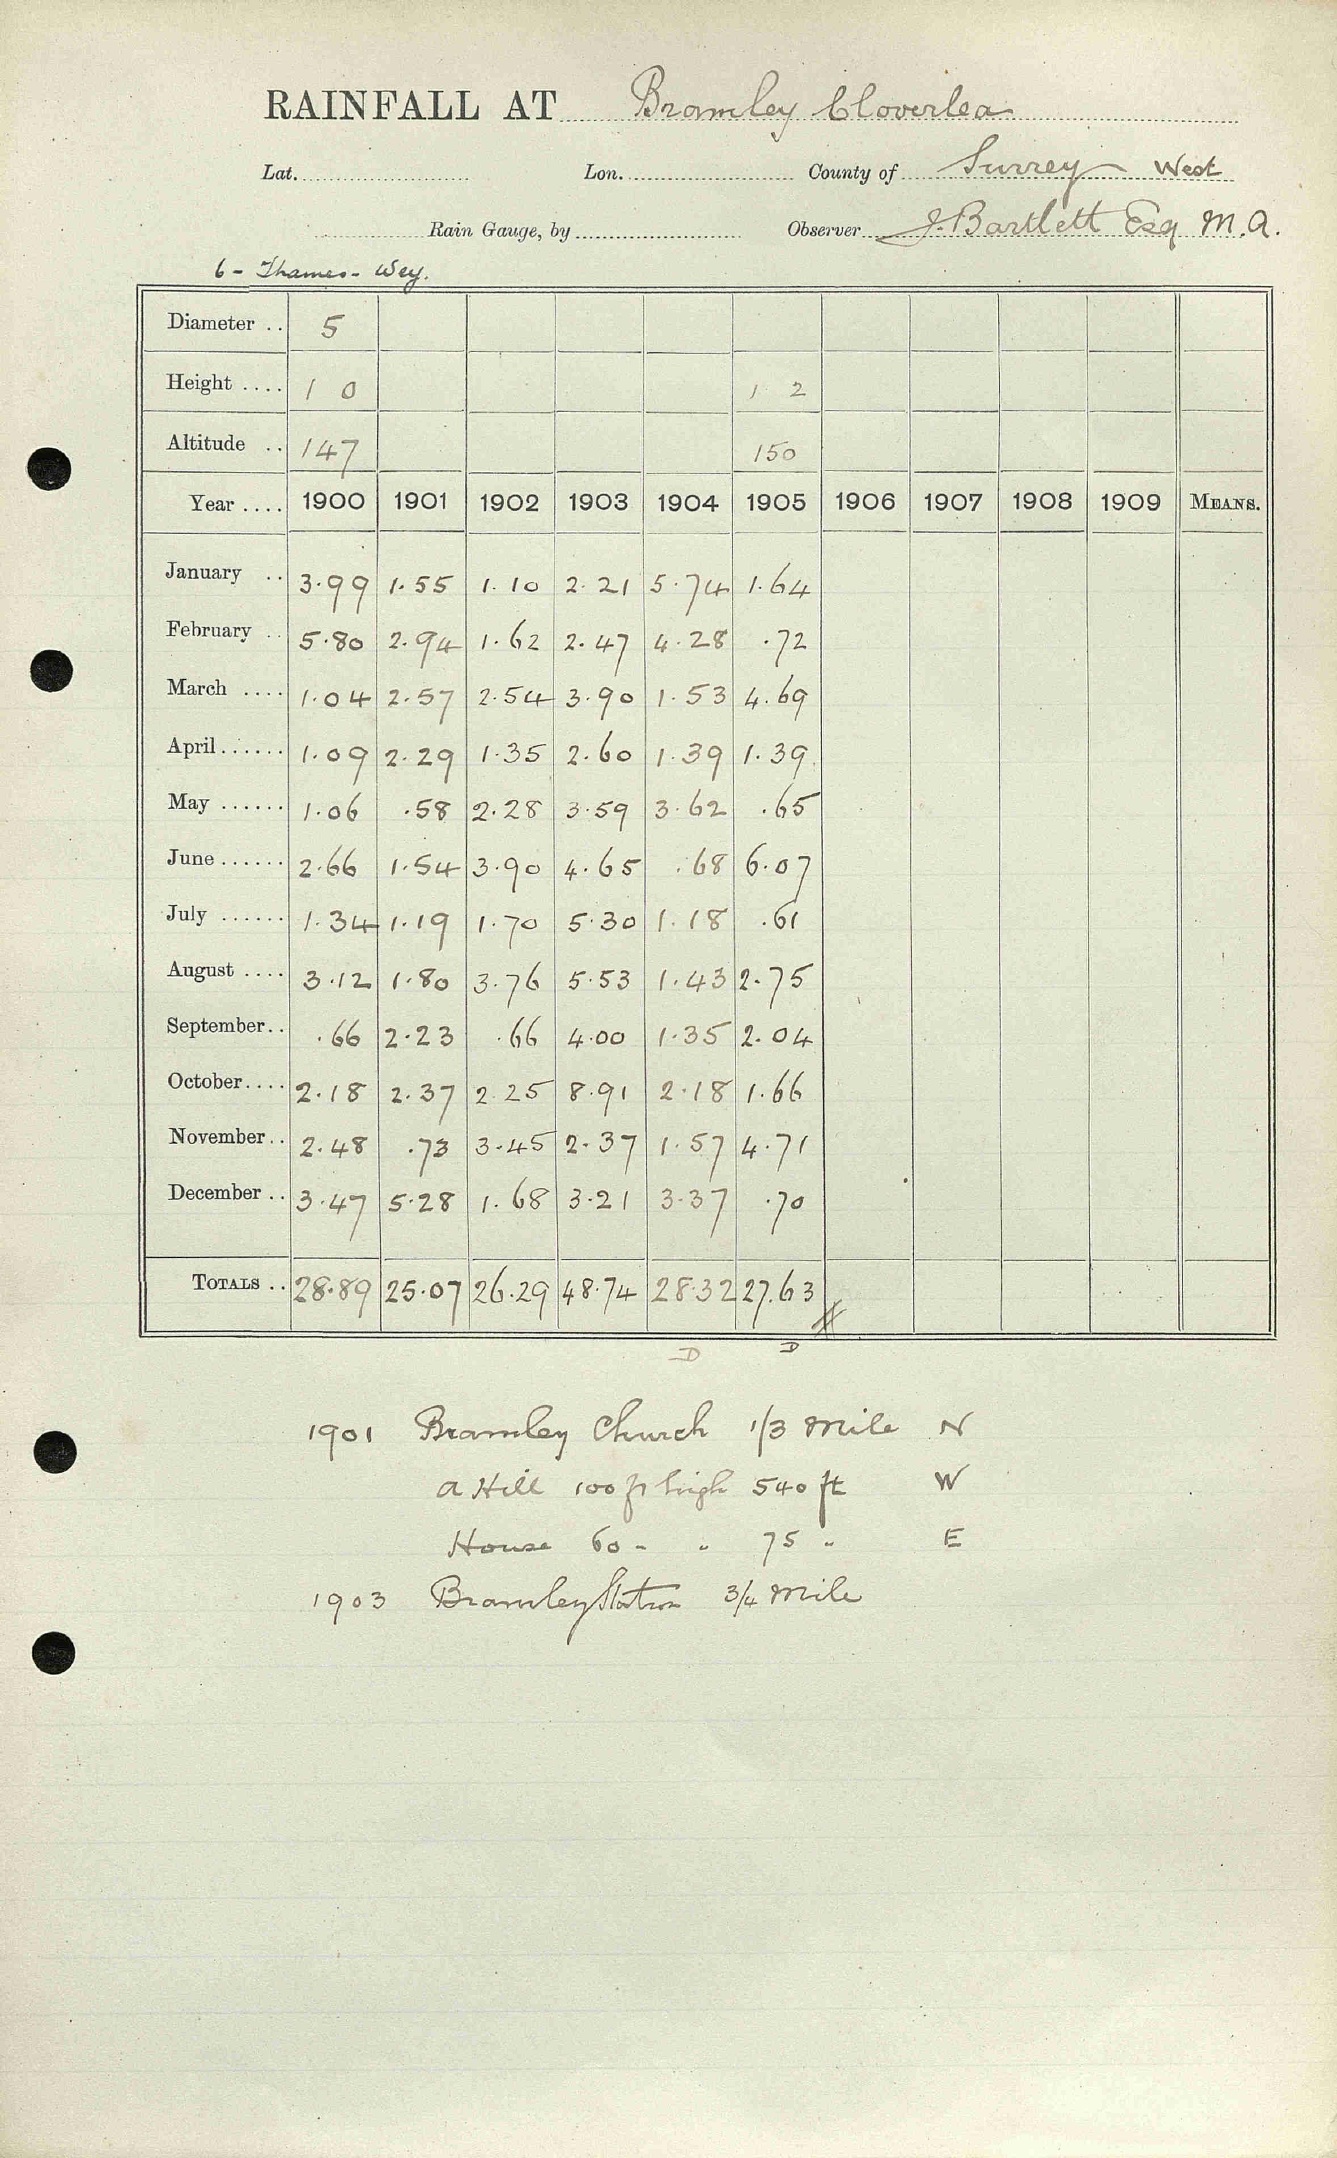 RAINFALL AT Bramley Cloverlea
Lat. Lon. County of Surrey West
Rain Gauge, by Observer J. Bartlett Esq M.A.
6 - Thames - Wey.
Diameter .. 5
Height .... 1 0 1 2
Altitude .. 147 150
Year .... 1900 1901 1902 1903 1904 1905 1906 1907 1908 1909 MEANS.
January .. 3.99 1.55 1.10 2.21 5.74 1.64
February .. 5.80 2.94 1.62 2.47 4.28 .72
March .... 1.04 2.57 2.54 3.90 1.53 4.69
April ...... 1.09 2.29 1.35 2.60 1.39 1.39
May ...... 1.06 .58 2.28 3.59 3.62 .65
June ...... 2.66 1.54 3.90 4.65 .68 6.07
July ...... 1.34 1.19 1.70 5.30 1.18 .61
August .... 3.12 1.80 3.76 5.53 1.43 2.75
September.. .66 2.23 .66 4.00 1.35 2.04
October.... 2.18 2.37 2.25 8.91 2.18 1.66
November.. 2.48 .73 3.45 2.37 1.57 4.71
December .. 3.47 5.28 1.68 3.21 3.37 .70
TOTALS .. 28.89 25.07 26.29 48.74 28.32 27.63
D D
1901 Bramley Church 1/3 Mile N
a Hill 100 ft high 540 ft W
House 60 - " 75 " E
1903 Bramley Station 3/4 Mile